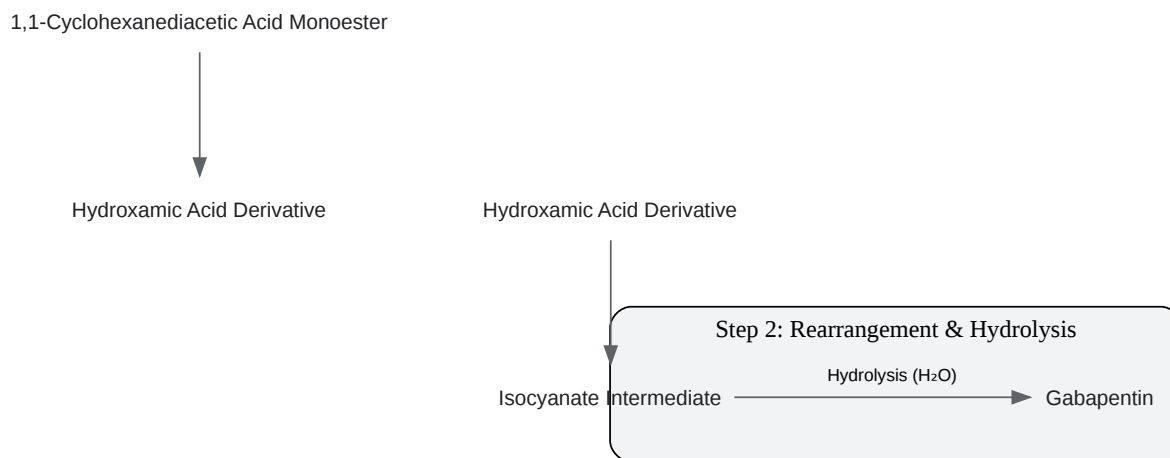 1,1-Cyclohexanediacetic Acid Monoester
Hydroxamic Acid Derivative
Hydroxamic Acid Derivative
Step 2: Rearrangement & Hydrolysis
Hydrolysis (H₂O)
Isocyanate Intermediate
Gabapentin